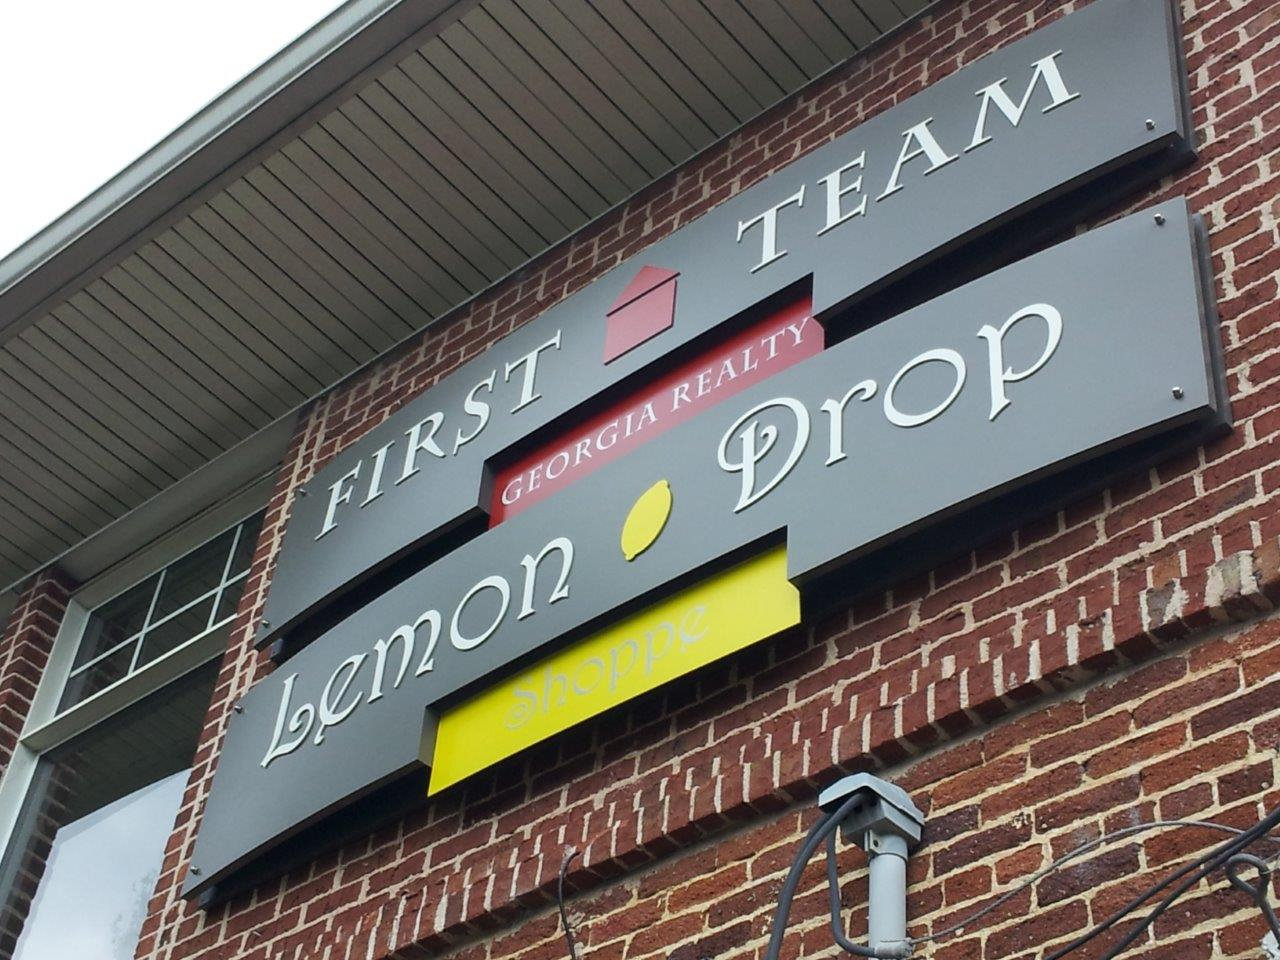 FIRST TEAM
GEORGIA REALTY
Lemon Drop
Shoppe